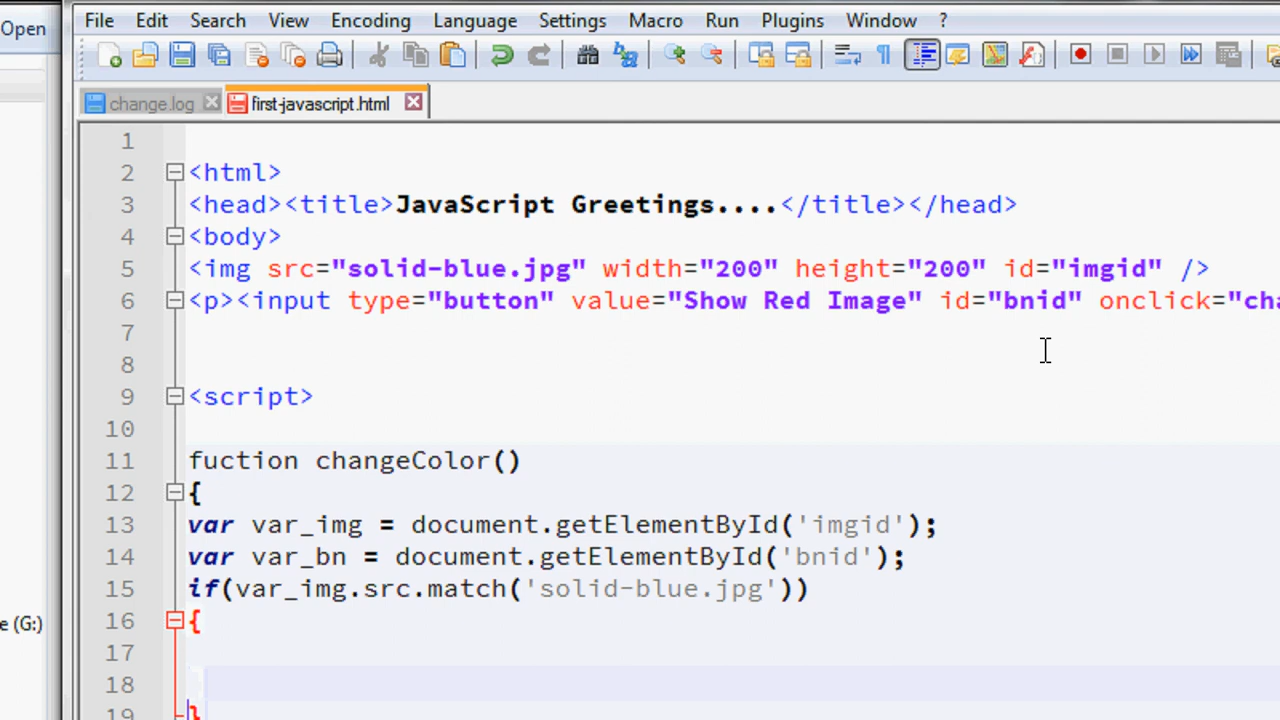 File Edit Search View Encoding Language Settings Macro Run Plugins Window ?
Open
change.log first-javascript.html
1
2 <html>
3 <head><title>JavaScript Greetings....</title></head>
4 <body>
5 <img src="solid-blue.jpg" width="200" height="200" id="imgid" />
6 <p><input type="button" value="Show Red Image" id="bnid" onclick="cha
7
8
9 <script>
10
11 fuction changeColor()
12 {
13 var var_img = document.getElementById('imgid');
14 var var_bn = document.getElementById('bnid');
15 if(var_img.src.match('solid-blue.jpg'))
16 {
e (G:)
17
18
19 }